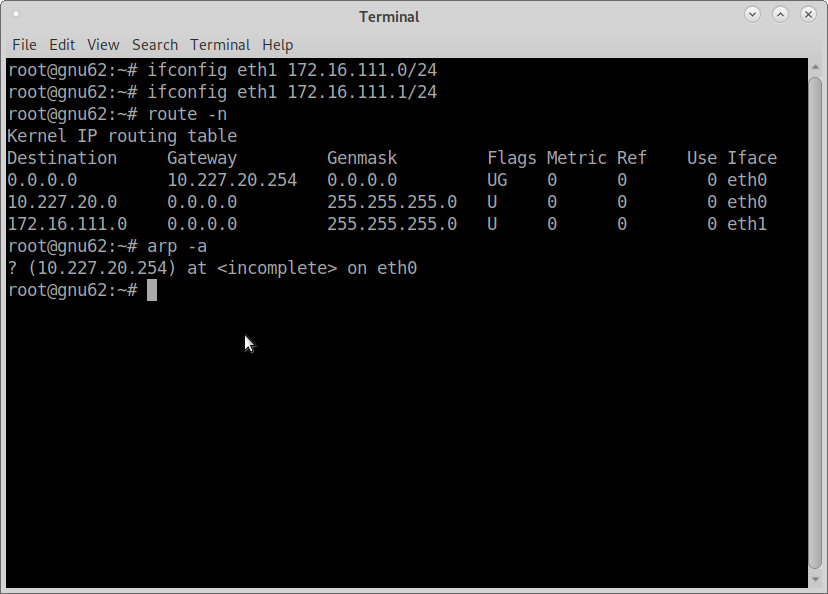 Terminal
File Edit View Search Terminal Help
root@gnu62:~# ifconfig eth1 172.16.111.0/24
root@gnu62:~# ifconfig eth1 172.16.111.1/24
root@gnu62:~# route -n
Kernel IP routing table
Destination     Gateway         Genmask         Flags Metric Ref    Use Iface
0.0.0.0         10.227.20.254   0.0.0.0         UG    0      0        0 eth0
10.227.20.0     0.0.0.0         255.255.255.0   U     0      0        0 eth0
172.16.111.0    0.0.0.0         255.255.255.0   U     0      0        0 eth1
root@gnu62:~# arp -a
? (10.227.20.254) at <incomplete> on eth0
root@gnu62:~#